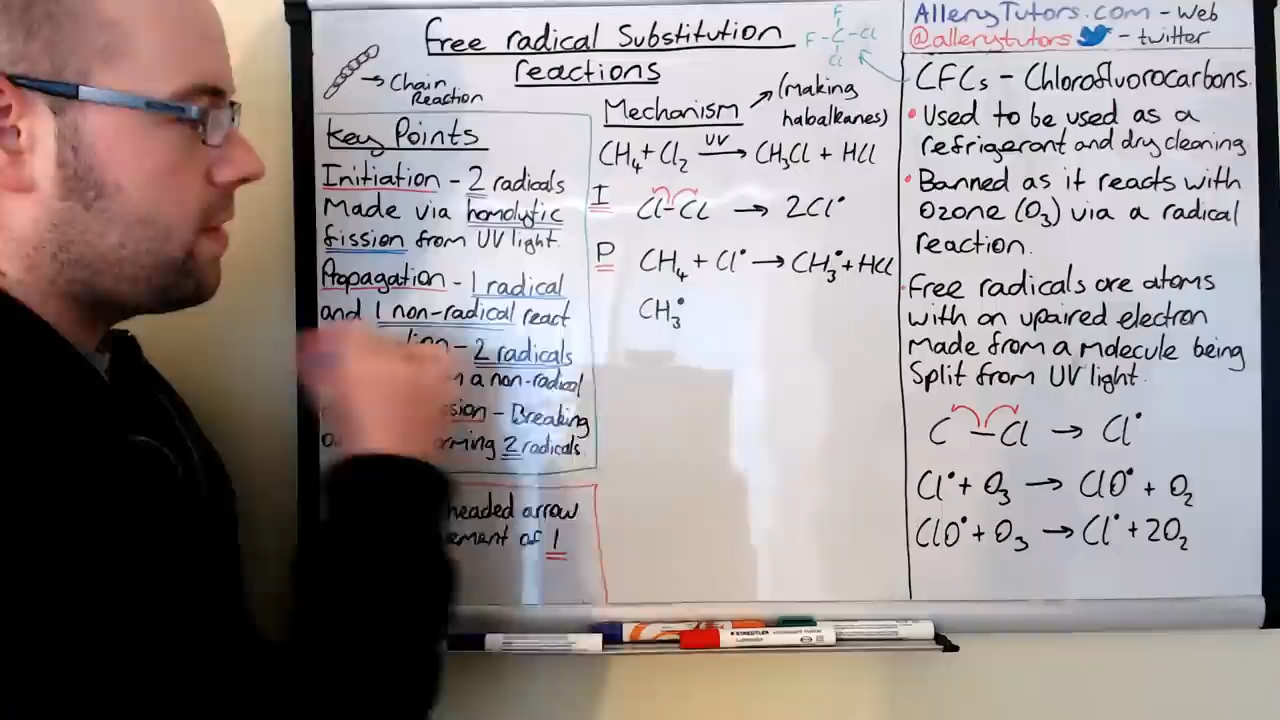 Free radical Substitution
reactions
Chain
Reaction
Key Points
Initiation - 2 radicals
Made via homolytic
fission from UV light.
Propagation - 1 radical
and 1 non-radical react
- 2 radicals
a non-radical
- Breaking
2 radicals.
headed arrow
of 1
Mechanism → (making
habalkanes)
CH₄ + Cl₂ UV → CH₃Cl + HCl
I Cl-Cl → 2Cl•
P CH₄ + Cl• → CH₃• + HCl
CH₃•
F
F-C-Cl
Cl
AlleryTutors.com - Web
@allerytutors - twitter
CFCs - Chlorofluorocarbons.
• Used to be used as a
refrigerant and dry cleaning
• Banned as it reacts with
Ozone (O₃) via a radical
reaction.
• Free radicals are atoms
with an upaired electron
Made from a molecule being
Split from UV light.
C-Cl → Cl•
Cl• + O₃ → ClO• + O₂
ClO• + O₃ → Cl• + 2O₂
STAEDTLER